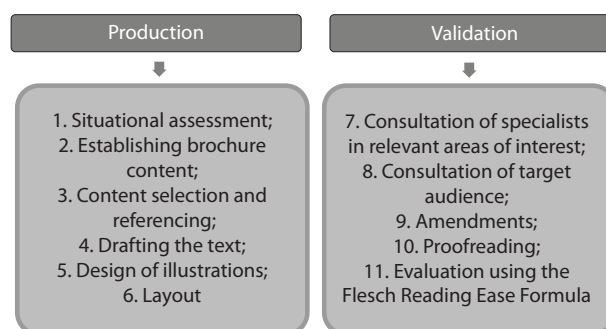 Production
1. Situational assessment;
2. Establishing brochure
content;
3. Content selection and
referencing;
4. Drafting the text;
5. Design of illustrations;
6. Layout
Validation
7. Consultation of specialists
in relevant areas of interest;
8. Consultation of target
audience;
9. Amendments;
10. Proofreading;
11. Evaluation using the
Flesch Reading Ease Formula